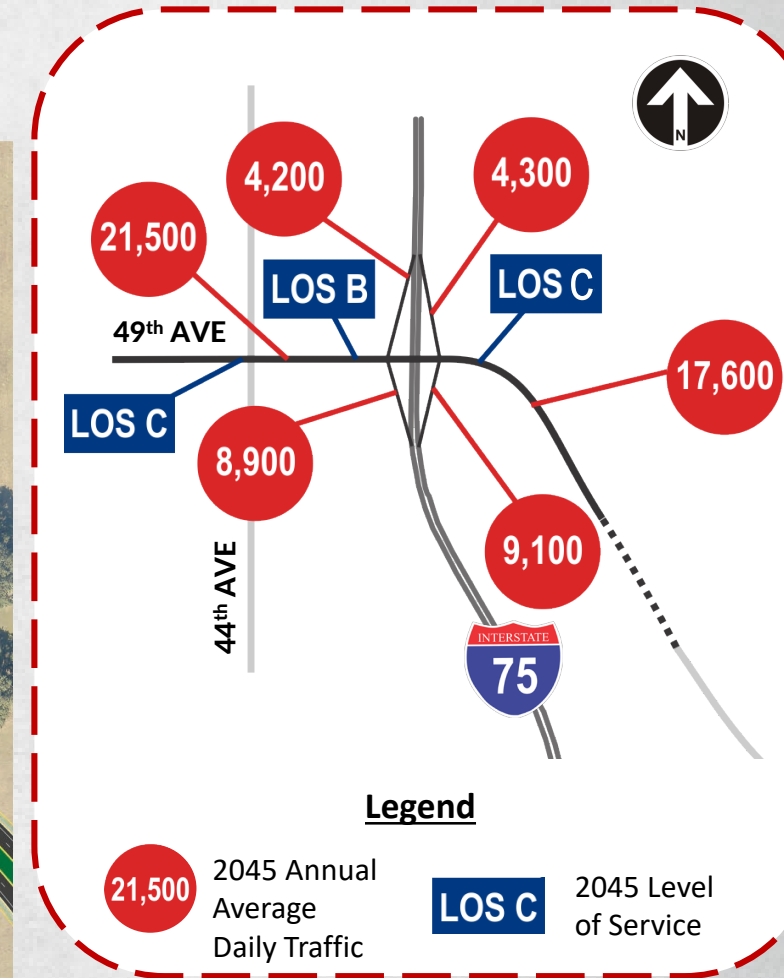 N
4,200
4,300
21,500
LOS B
LOS C
49th AVE
17,600
LOS C
8,900
9,100
44th AVE
INTERSTATE
75
Legend
21,500
2045 Annual
Average
Daily Traffic
LOS C
2045 Level
of Service